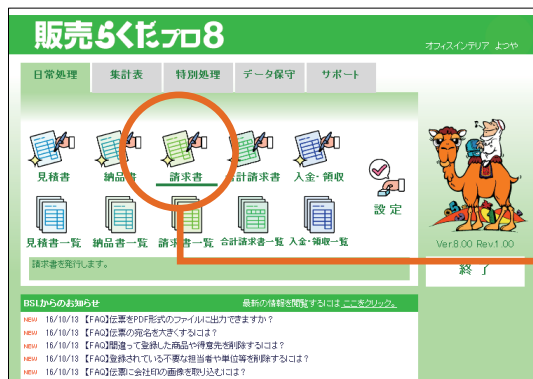 販売らくだプロ8
オフィスインテリア よつや
日常処理 集計表 特別処理 データ保守 サポート
見積書 納品書 請求書 合計請求書 入金・領収
設定
見積書一覧 納品書一覧 請求書一覧 合計請求書一覧 入金・領収一覧
Ver.8.00 Rev.1.00
請求書を発行します。
終了
BSLからのお知らせ 最新の情報を閲覧するには ここをクリック。
NEW 16/10/13 【FAQ】伝票をPDF形式のファイルに出力できますか？
NEW 16/10/13 【FAQ】伝票の宛名を大きくするには？
NEW 16/10/13 【FAQ】間違って登録した商品や得意先を削除するには？
NEW 16/10/13 【FAQ】登録されている不要な担当者や単位等を削除するには？
NEW 16/10/13 【FAQ】伝票に会社印の画像を取り込むには？